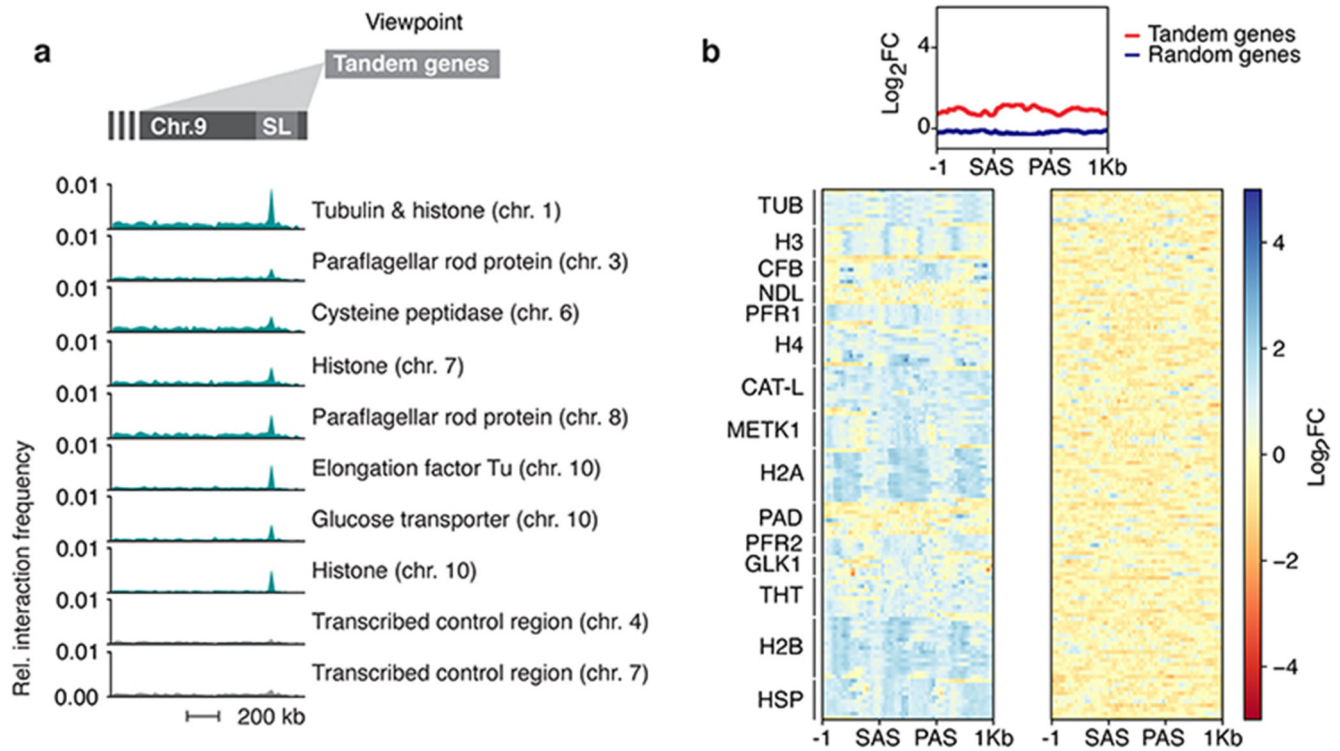 a
Viewpoint
Tandem genes
Chr.9
SL
Rel. interaction frequency
0.01
Tubulin & histone (chr. 1)
0.01
Paraflagellar rod protein (chr. 3)
0.01
Cysteine peptidase (chr. 6)
0.01
Histone (chr. 7)
0.01
Paraflagellar rod protein (chr. 8)
0.01
Elongation factor Tu (chr. 10)
0.01
Glucose transporter (chr. 10)
0.01
Histone (chr. 10)
0.01
Transcribed control region (chr. 4)
0.01
Transcribed control region (chr. 7)
0.00
200 kb
b
Log2FC
4
0
-1 SAS PAS 1Kb
Tandem genes
Random genes
TUB
H3
CFB
NDL
PFR1
H4
CAT-L
METK1
H2A
PAD
PFR2
GLK1
THT
H2B
HSP
-1 SAS PAS 1Kb
-1 SAS PAS 1Kb
4
2
0
−2
−4
Log2FC